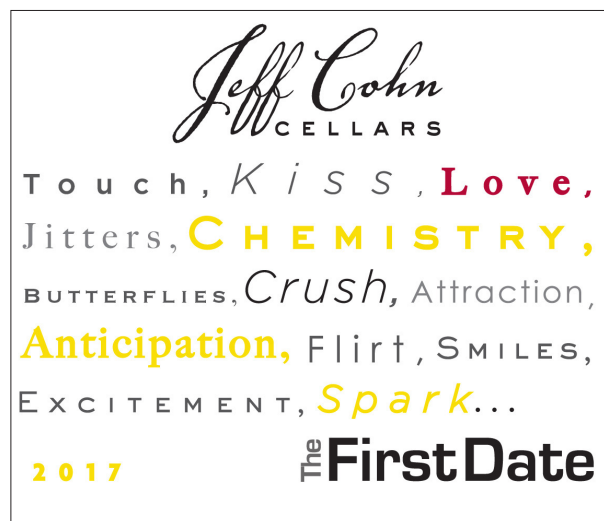 Jeff Cohn
CELLARS
Touch, Kiss, Love,
Jitters, CHEMISTRY,
BUTTERFLIES, Crush, Attraction,
Anticipation, Flirt, SMILES,
EXCITEMENT, Spark...
2017 The First Date